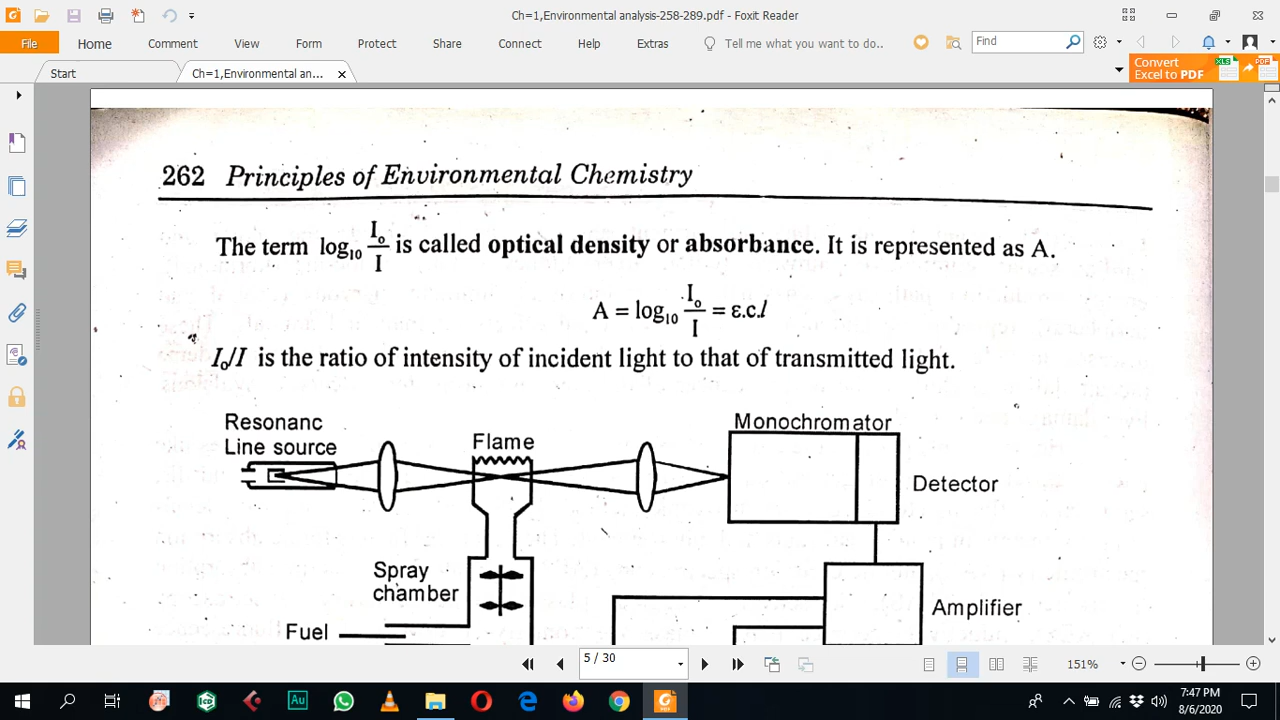 Ch=1,Environmental analysis-258-289.pdf - Foxit Reader
File Home Comment View Form Protect Share Connect Help Extras Tell me what you want to do.. Find
Start Ch=1,Environmental an... Convert Excel to PDF
262 Principles of Environmental Chemistry
The term log₁₀ I₀/I is called optical density or absorbance. It is represented as A.
A = log₁₀ I₀/I = ε.c.l
I₀/I is the ratio of intensity of incident light to that of transmitted light.
Resonanc
Line source
Flame
Monochromator
Detector
Spray
chamber
Amplifier
Fuel
5 / 30
151%
7:47 PM
8/6/2020